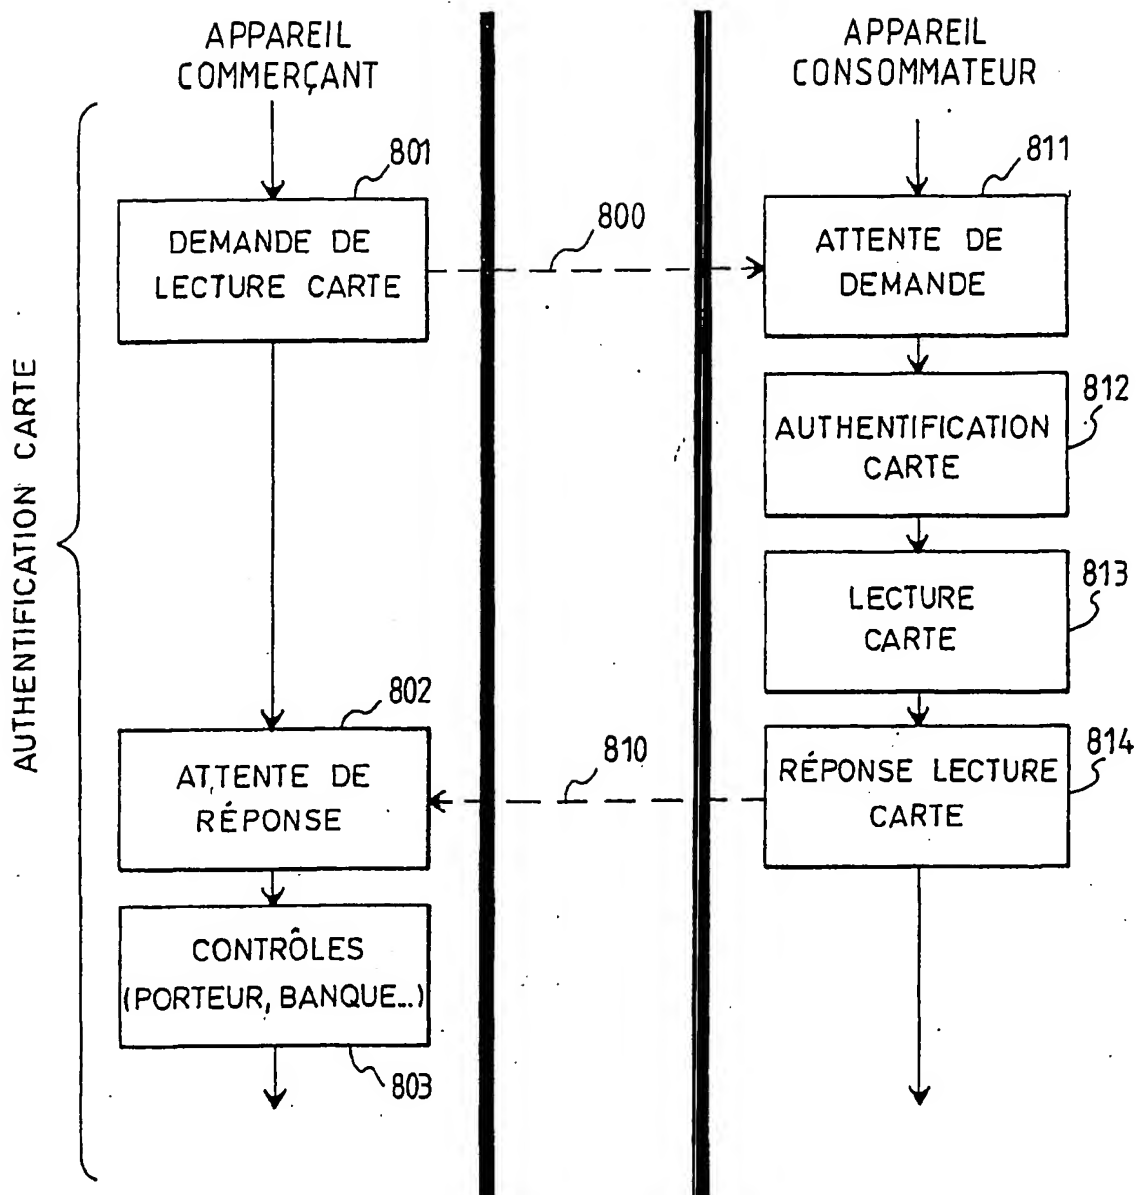 APPAREIL
COMMERÇANT
APPAREIL
CONSOMMATEUR
801
811
800
DEMANDE DE
LECTURE CARTE
ATTENTE DE
DEMANDE
AUTHENTIFICATION CARTE
812
AUTHENTIFICATION
CARTE
813
LECTURE
CARTE
802
810
814
ATTENTE DE
RÉPONSE
RÉPONSE LECTURE
CARTE
CONTRÔLES
(PORTEUR, BANQUE...)
803